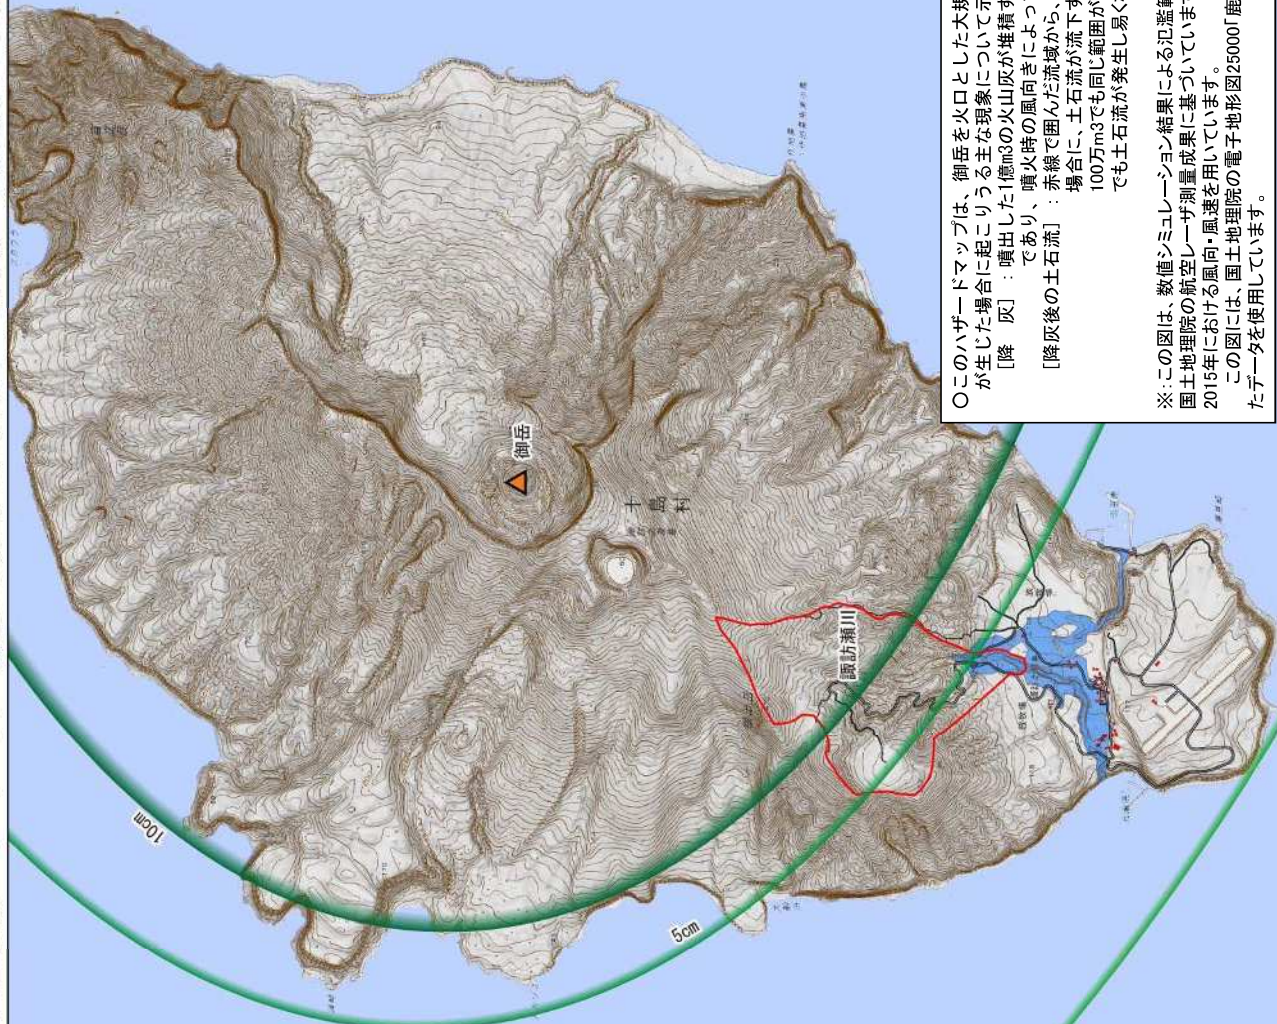 御岳
十島村
諏訪瀬川
10cm
5cm
〇このハザードマップは、御岳を火口とした大規
が生じた場合に起こりうる主な現象について示
[降　灰]　：噴出した1億m3の火山灰が堆積す
であり、噴火時の風向きによっ
[降灰後の土石流]　：赤線で囲んだ流域から、
場合に、土石流が流下す
100万m3でも同じ範囲が
でも土石流が発生し易く
※：この図は、数値シミュレーション結果による氾濫範
国土地理院の航空レーザ測量成果に基づいています
2015年における風向・風速を用いています。
この図には、国土地理院の電子地形図25000「鹿
たデータを使用しています。